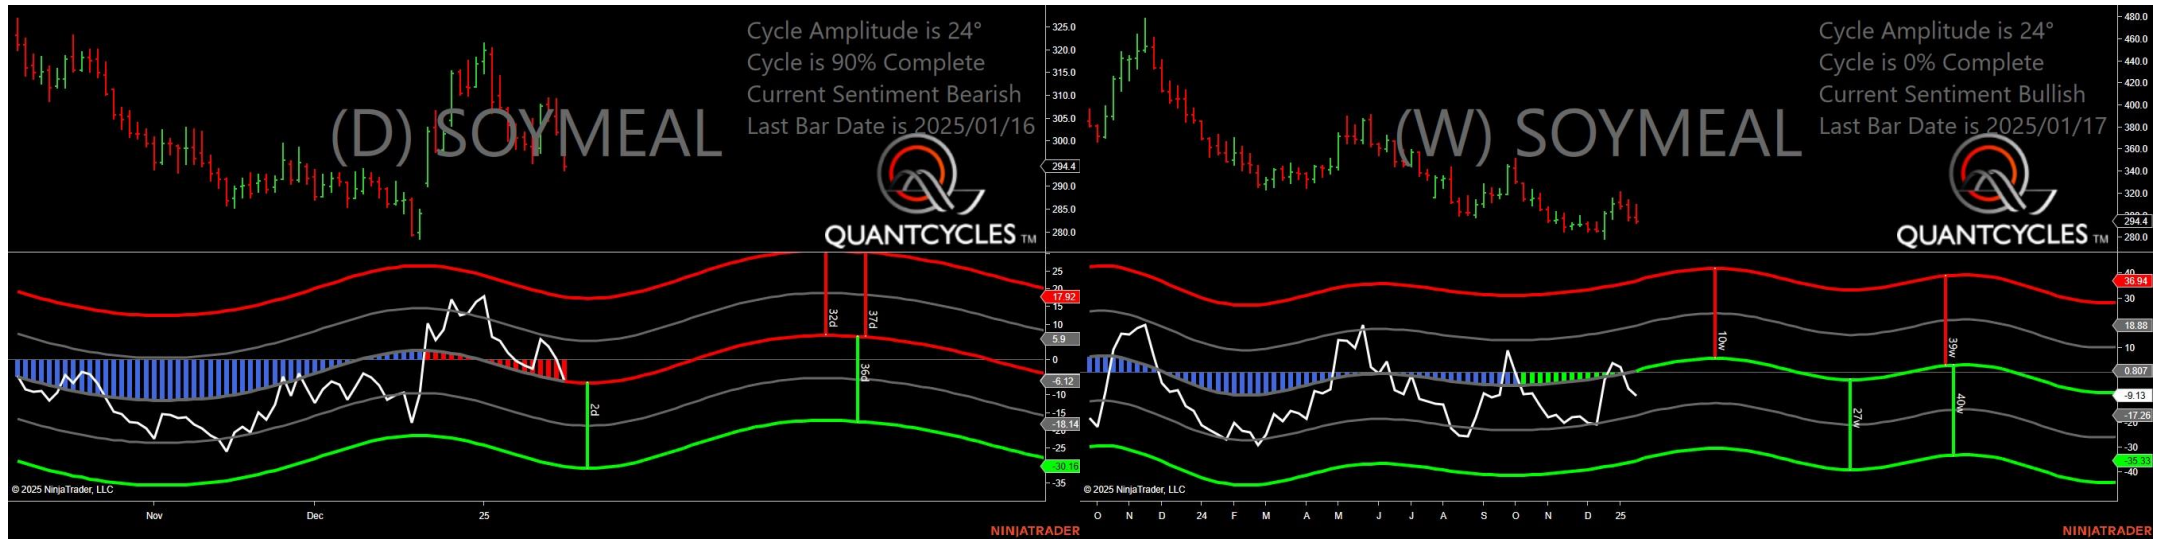 Cycle Amplitude is 24°
Cycle is 90% Complete
Current Sentiment Bearish
Last Bar Date is 2025/01/16
(D) SOYMEAL
QUANTCYCLES TM
325.0
320.0
315.0
310.0
305.0
300.0
294.4
290.0
285.0
280.0
25
20
17.92
15
10
5.9
0
-6.12
-10
-15
-18.14
-25
-30.16
-35
32d
37d
36d
2d
© 2025 NinjaTrader, LLC
Nov
Dec
25
NINJATRADER
Cycle Amplitude is 24°
Cycle is 0% Complete
Current Sentiment Bullish
Last Bar Date is 2025/01/17
(W) SOYMEAL
QUANTCYCLES TM
480.0
460.0
440.0
420.0
400.0
380.0
360.0
340.0
320.0
294.4
280.0
40
36.94
30
18.88
10
0.807
-9.13
-17.26
-20
-30
-35.33
-40
10w
39w
27w
40w
© 2025 NinjaTrader, LLC
O
N
D
24
F
M
A
M
J
J
A
S
O
N
D
25
NINJATRADER